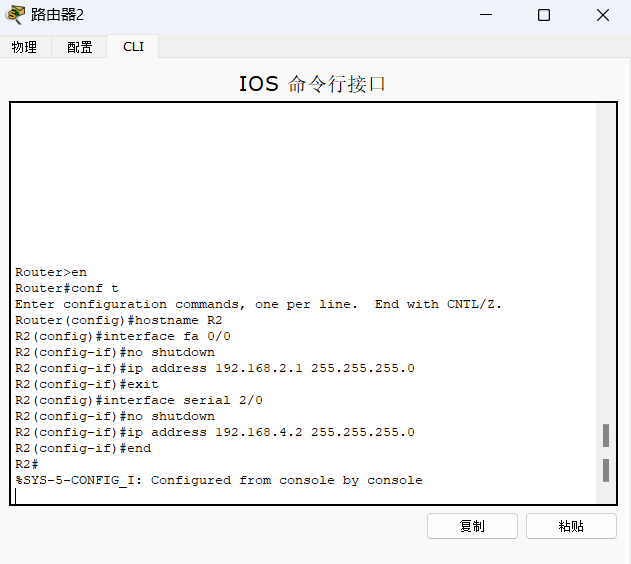 路由器2
物理 配置 CLI
IOS 命令行接口
Router>en
Router#conf t
Enter configuration commands, one per line.  End with CNTL/Z.
Router(config)#hostname R2
R2(config)#interface fa 0/0
R2(config-if)#no shutdown
R2(config-if)#ip address 192.168.2.1 255.255.255.0
R2(config-if)#exit
R2(config)#interface serial 2/0
R2(config-if)#no shutdown
R2(config-if)#ip address 192.168.4.2 255.255.255.0
R2(config-if)#end
R2#
%SYS-5-CONFIG_I: Configured from console by console
复制 粘贴